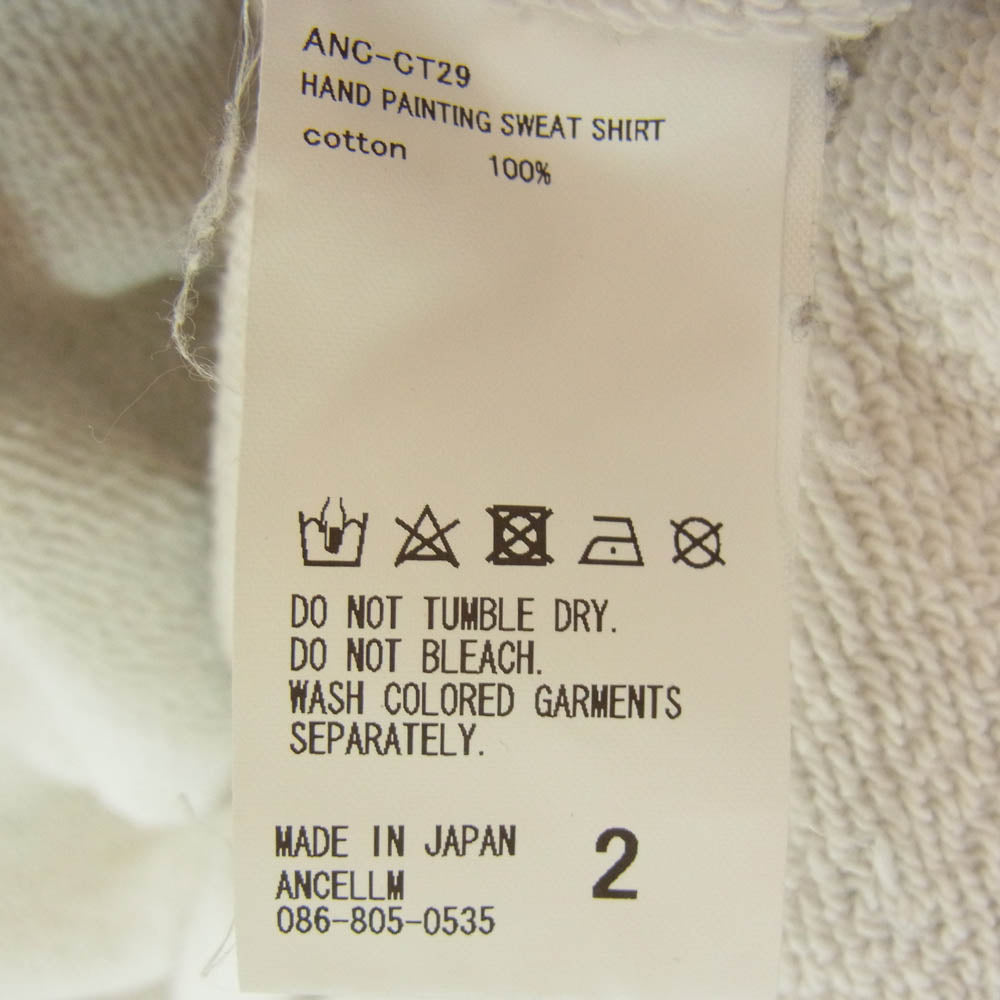 ANC-CT29
HAND PAINTING SWEAT SHIRT
cotton 100%
DO NOT TUMBLE DRY.
DO NOT BLEACH.
WASH COLORED GARMENTS
SEPARATELY.
MADE IN JAPAN
ANCELLM
086-805-0535
2